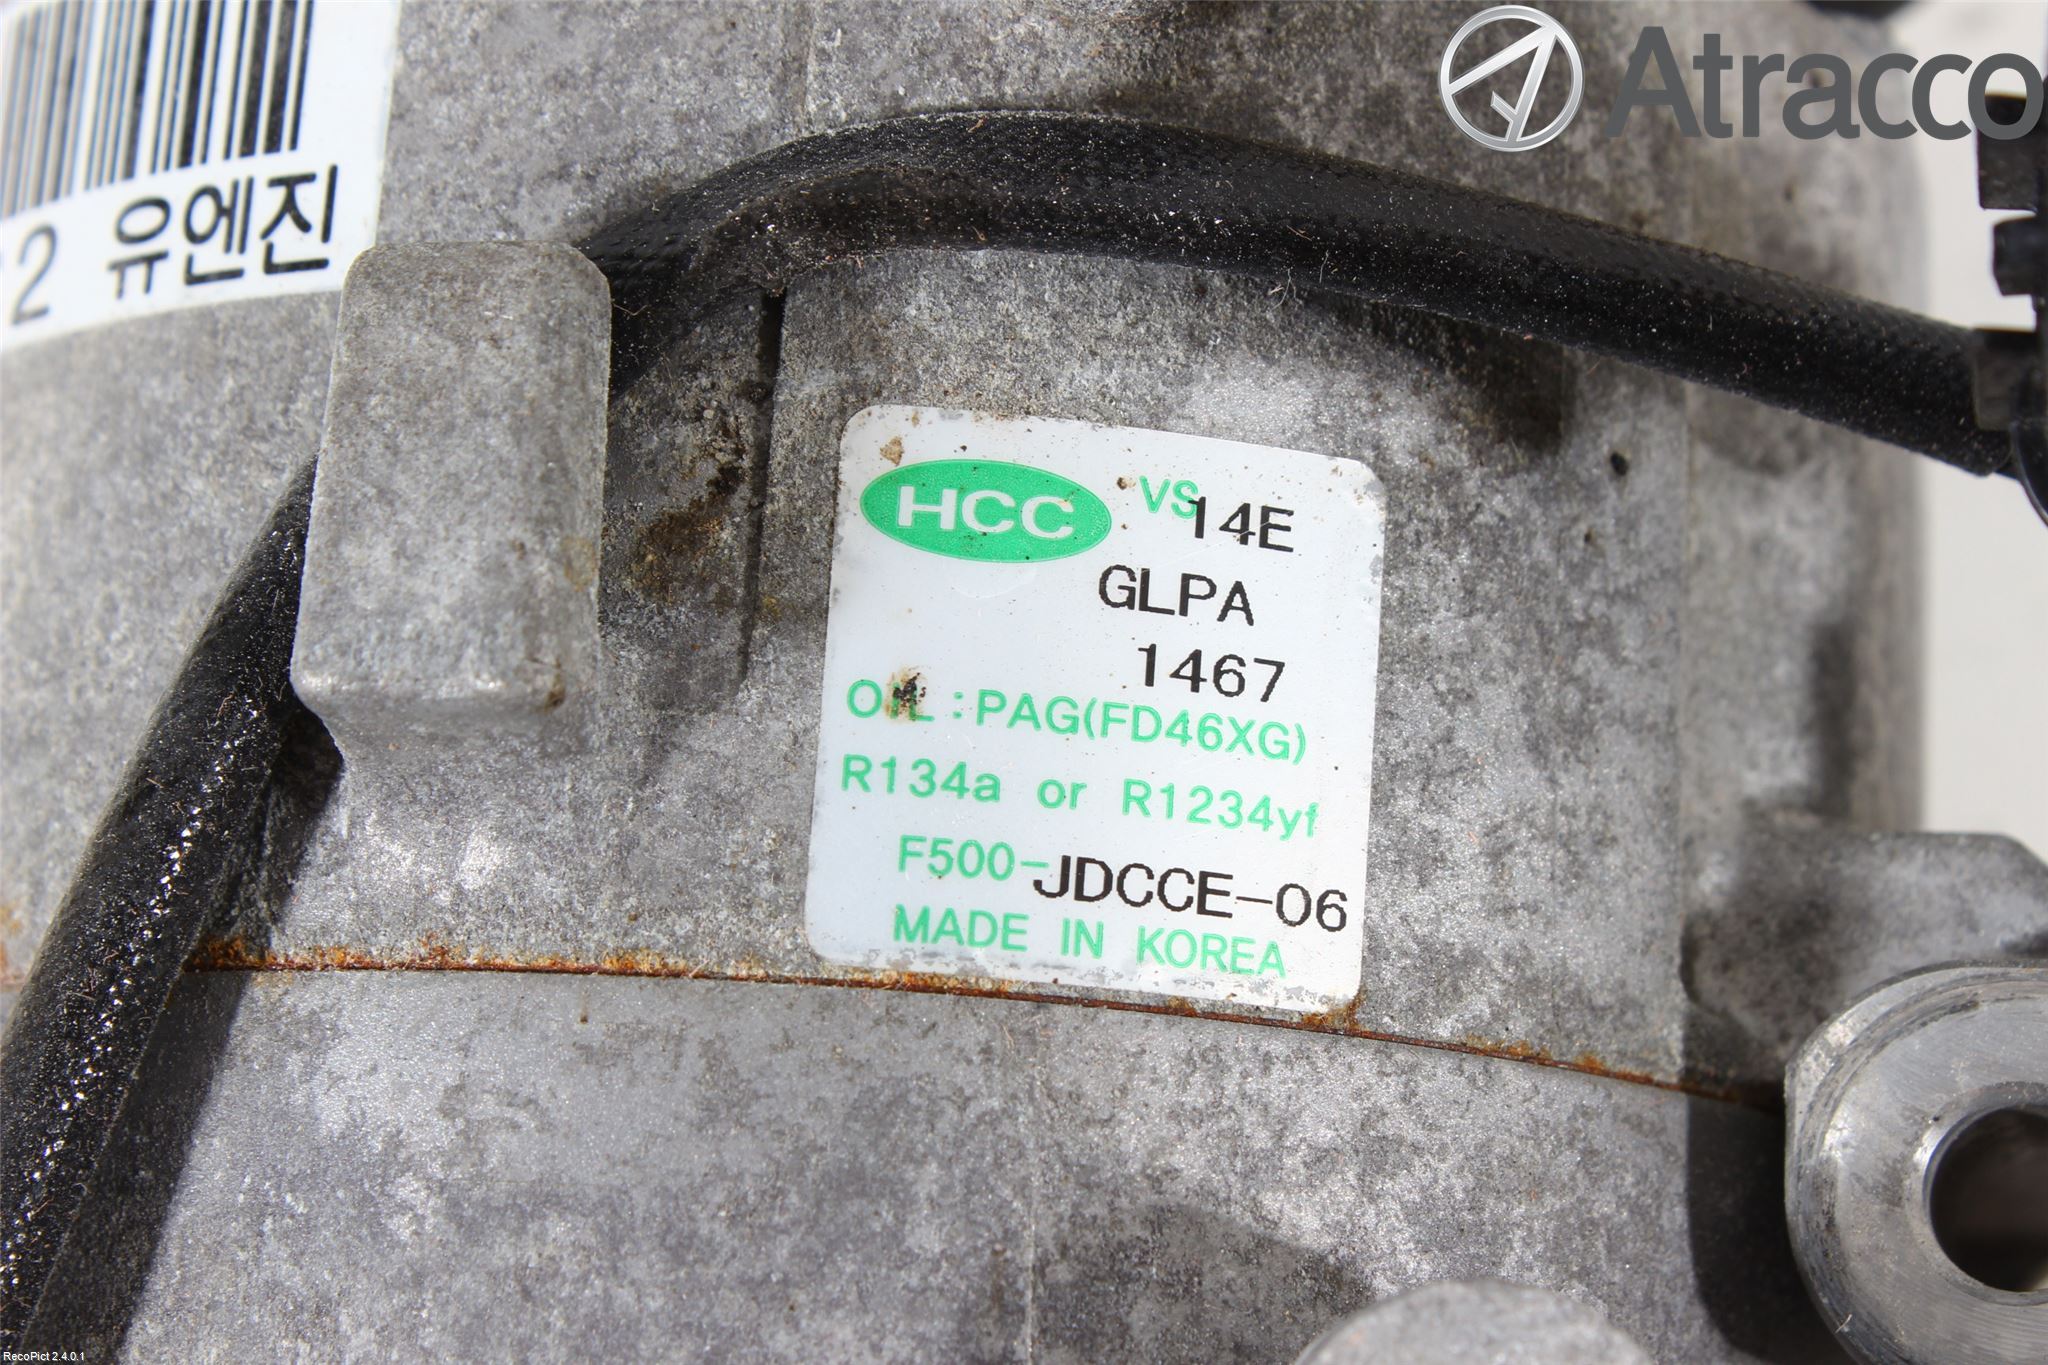 Atracco
2 유엔진
HCC VS 14E
GLPA
1467
OIL : PAG(FD46XG)
R134a or R1234yf
F500-JDCCE-06
MADE IN KOREA
RecoPict 2.4.0.1